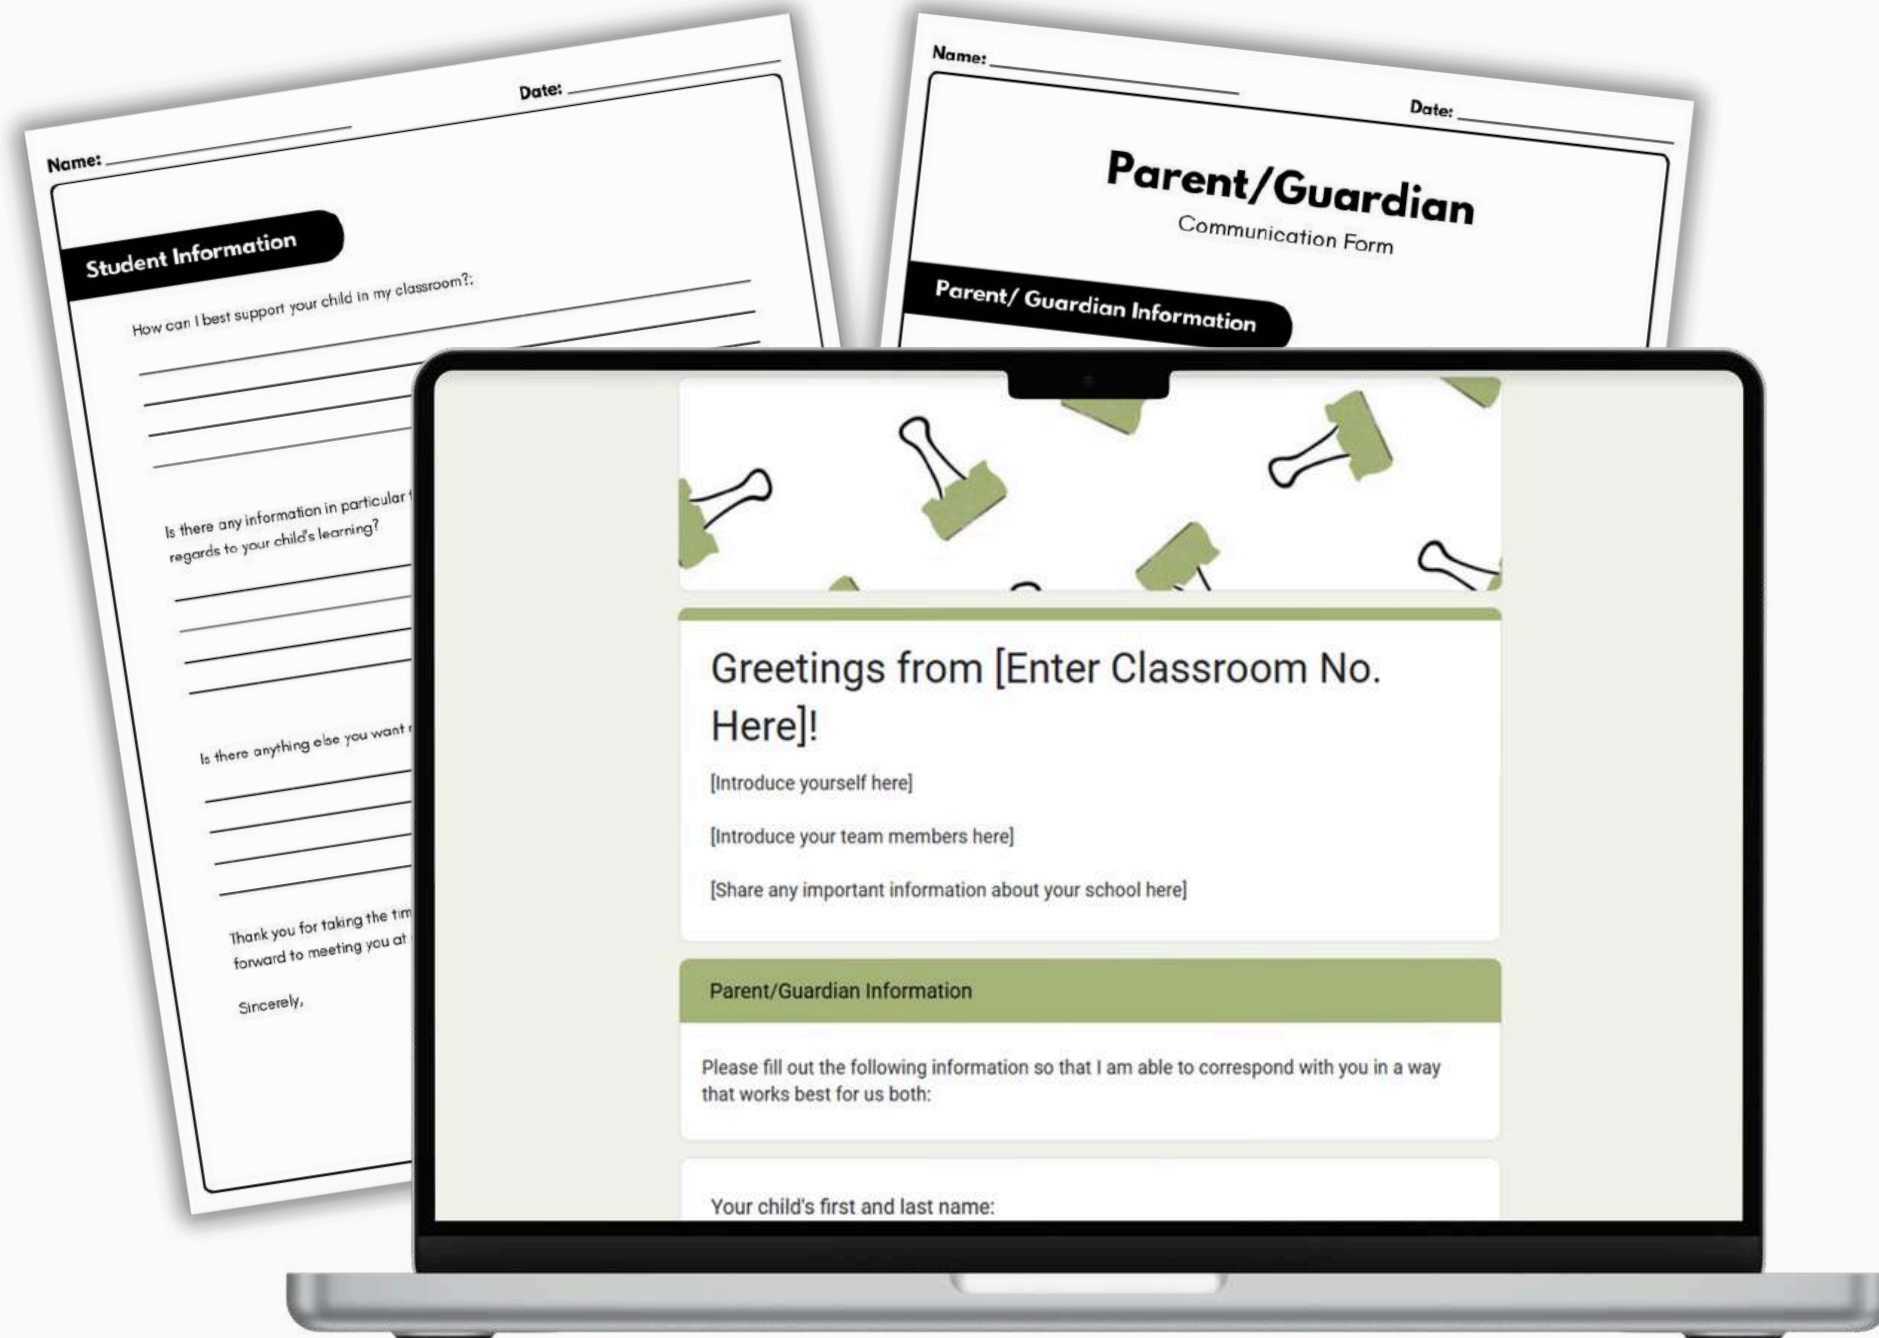 Name:
Date:
Student Information
How can I best support your child in my classroom?:
Is there any information in particular
regards to your child's learning?
Is there anything else you want
Thank you for taking the
forward to meeting you at
Sincerely,
Name:
Date:
Parent/Guardian
Communication Form
Parent/ Guardian Information
Greetings from [Enter Classroom No.
Here]!
[Introduce yourself here]
[Introduce your team members here]
[Share any important information about your school here]
Parent/Guardian Information
Please fill out the following information so that I am able to correspond with you in a way
that works best for us both:
Your child's first and last name: